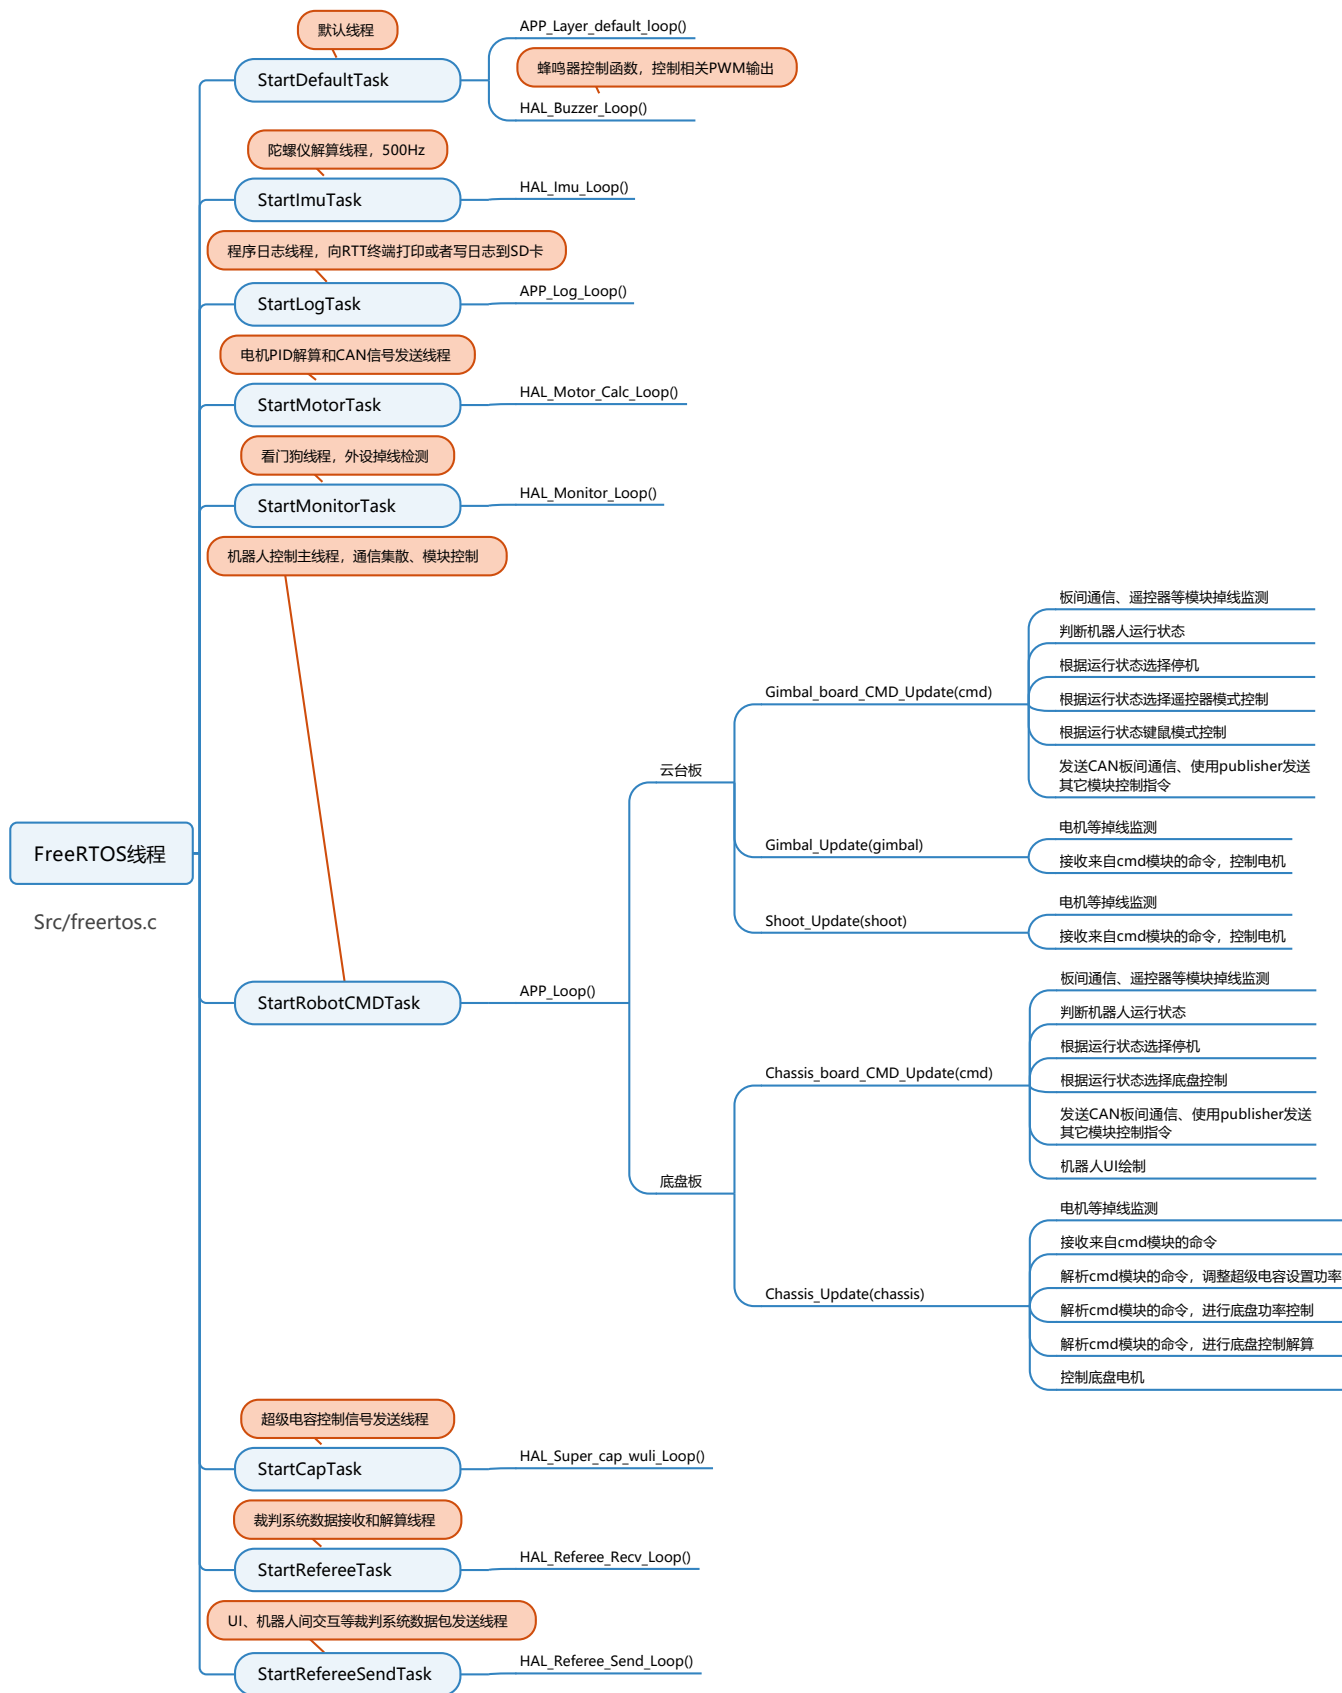 FreeRTOS线程
Src/freertos.c
默认线程
StartDefaultTask
APP_Layer_default_loop()
蜂鸣器控制函数，控制相关PWM输出
HAL_Buzzer_Loop()
陀螺仪解算线程，500Hz
StartImuTask
HAL_Imu_Loop()
程序日志线程，向RTT终端打印或者写日志到SD卡
StartLogTask
APP_Log_Loop()
电机PID解算和CAN信号发送线程
StartMotorTask
HAL_Motor_Calc_Loop()
看门狗线程，外设掉线检测
StartMonitorTask
HAL_Monitor_Loop()
机器人控制主线程，通信集散、模块控制
StartRobotCMDTask
APP_Loop()
云台板
Gimbal_board_CMD_Update(cmd)
板间通信、遥控器等模块掉线监测
判断机器人运行状态
根据运行状态选择停机
根据运行状态选择遥控器模式控制
根据运行状态键鼠模式控制
发送CAN板间通信、使用publisher发送
其它模块控制指令
Gimbal_Update(gimbal)
电机等掉线监测
接收来自cmd模块的命令，控制电机
Shoot_Update(shoot)
电机等掉线监测
接收来自cmd模块的命令，控制电机
底盘板
Chassis_board_CMD_Update(cmd)
板间通信、遥控器等模块掉线监测
判断机器人运行状态
根据运行状态选择停机
根据运行状态选择底盘控制
发送CAN板间通信、使用publisher发送
其它模块控制指令
机器人UI绘制
Chassis_Update(chassis)
电机等掉线监测
接收来自cmd模块的命令
解析cmd模块的命令，调整超级电容设置功率
解析cmd模块的命令，进行底盘功率控制
解析cmd模块的命令，进行底盘控制解算
控制底盘电机
超级电容控制信号发送线程
StartCapTask
HAL_Super_cap_wuli_Loop()
裁判系统数据接收和解算线程
StartRefereeTask
HAL_Referee_Recv_Loop()
UI、机器人间交互等裁判系统数据包发送线程
StartRefereeSendTask
HAL_Referee_Send_Loop()